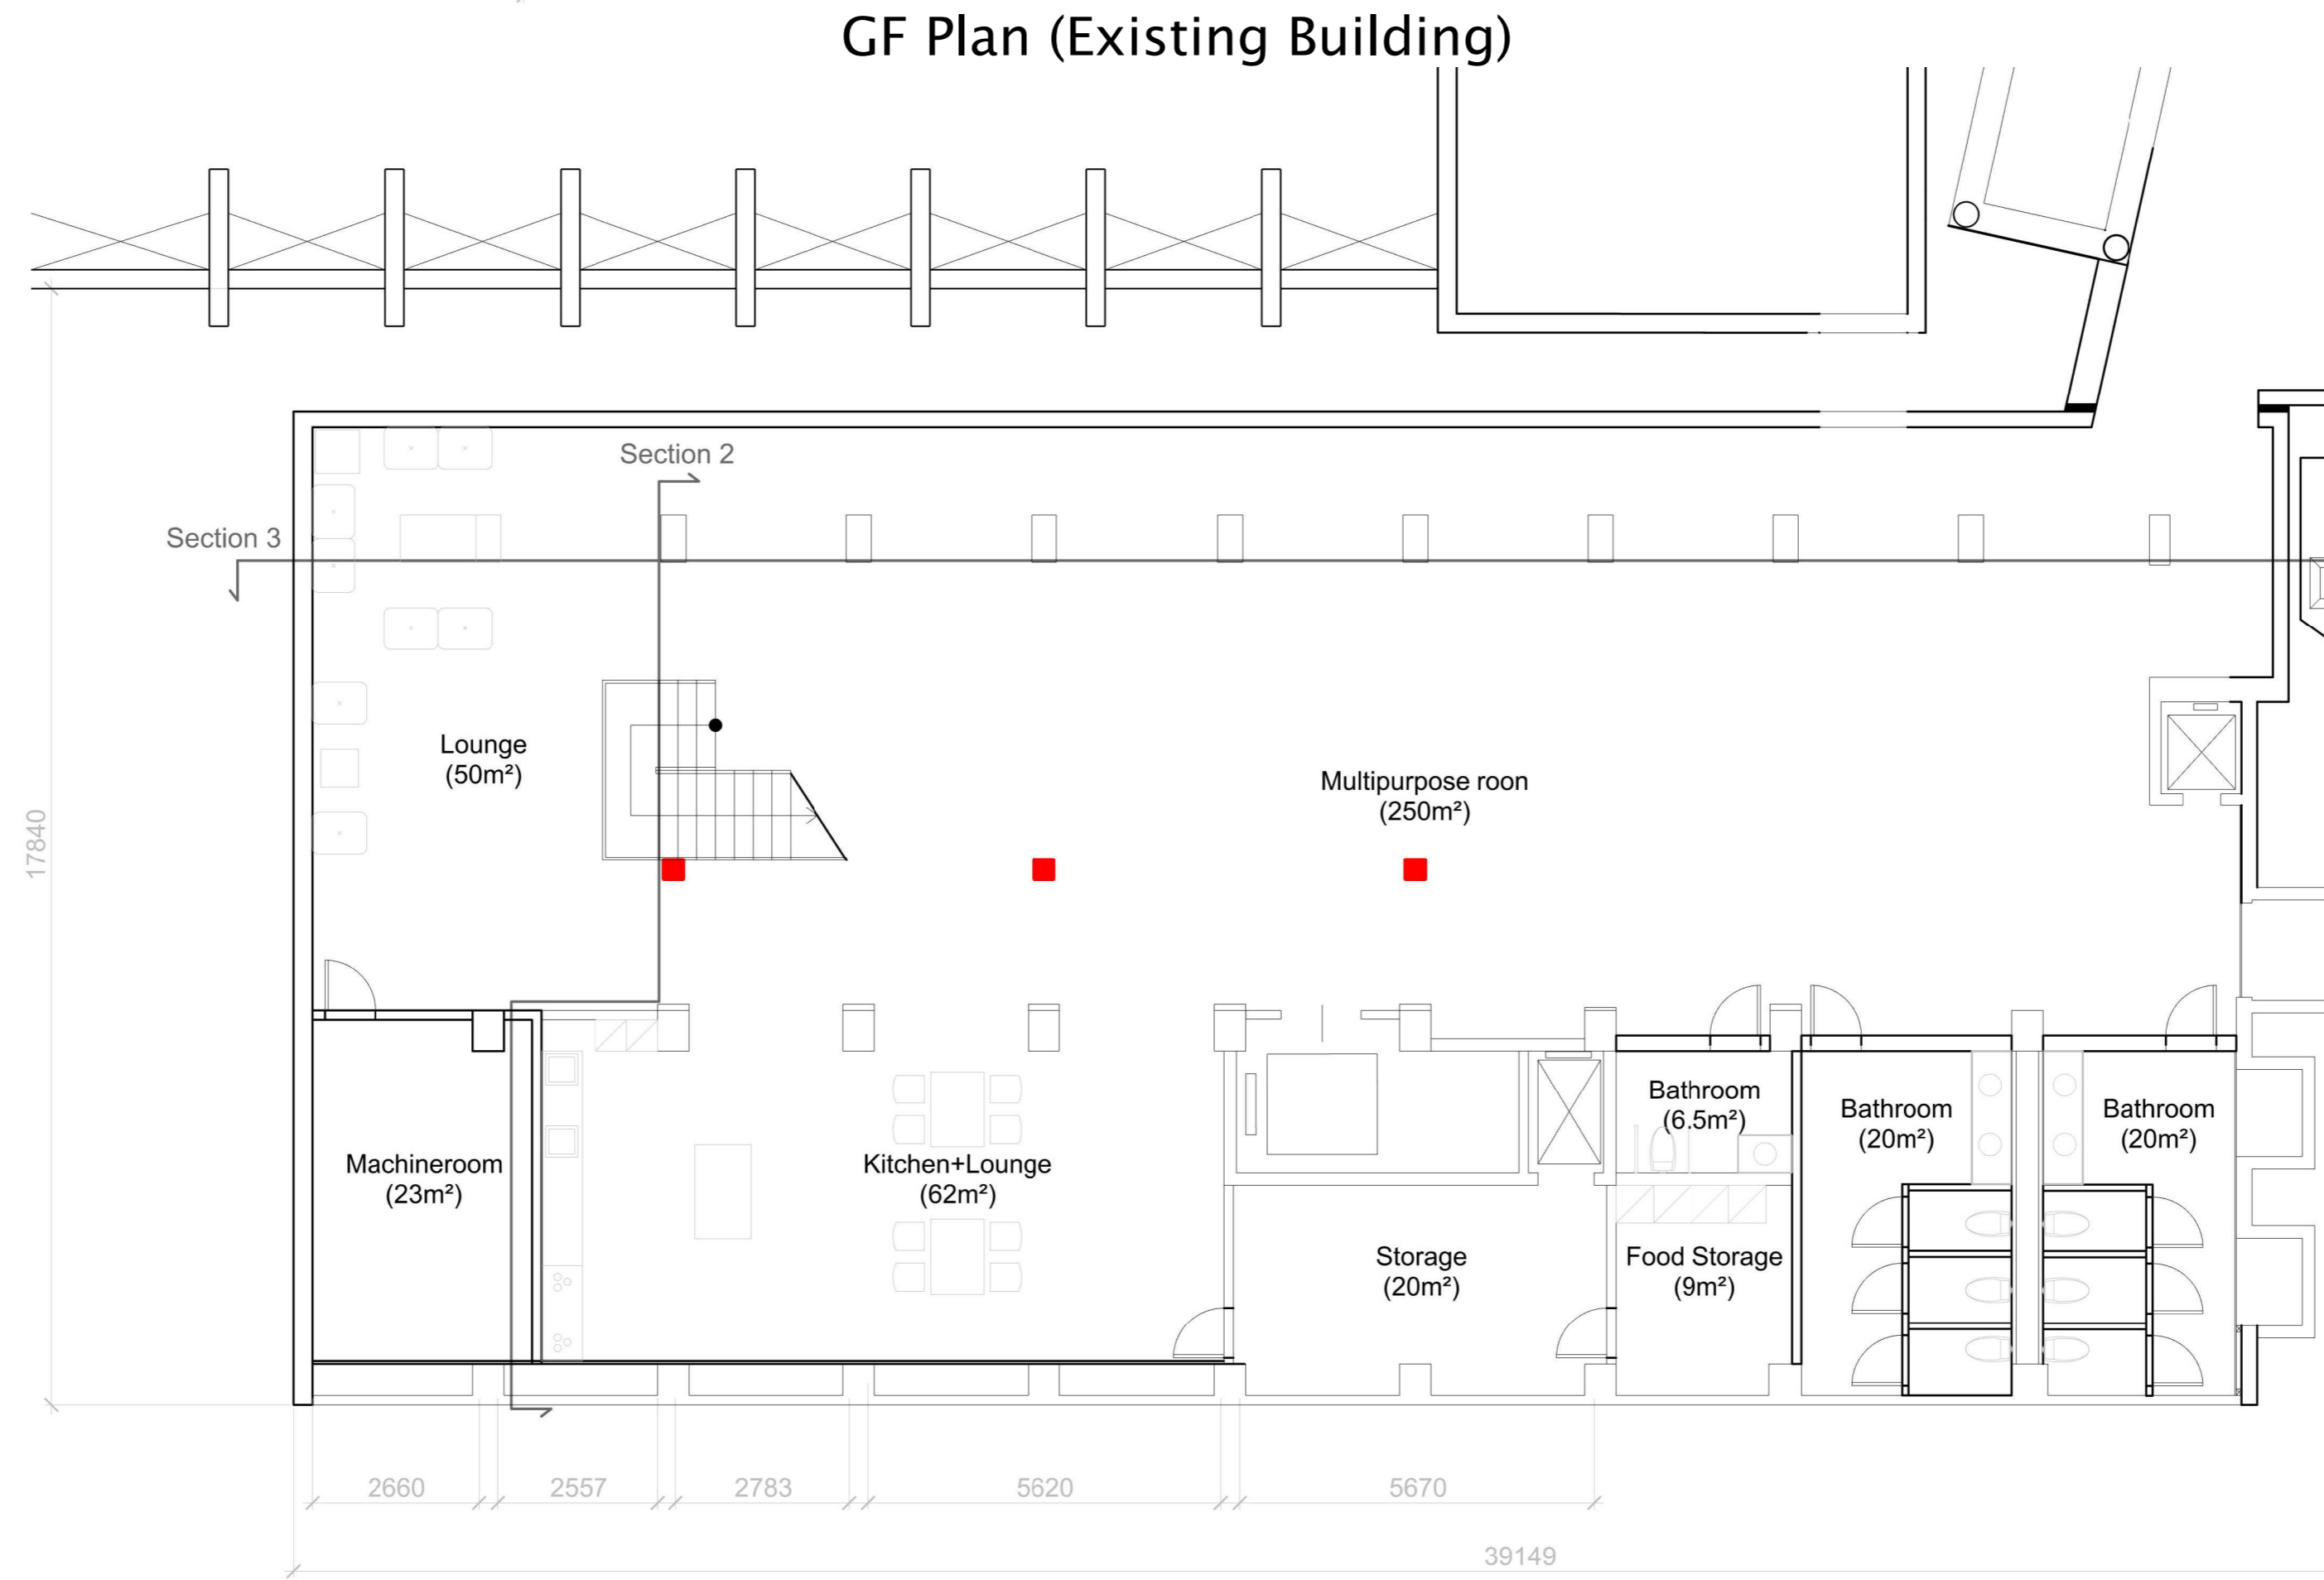 GF Plan (Existing Building)
Section 2
Section 3
Lounge
(50m²)
Multipurpose roon
(250m²)
17840
Machineroom
(23m²)
Kitchen+Lounge
(62m²)
Bathroom
(6.5m²)
Bathroom
(20m²)
Bathroom
(20m²)
Storage
(20m²)
Food Storage
(9m²)
2660
2557
2783
5620
5670
39149